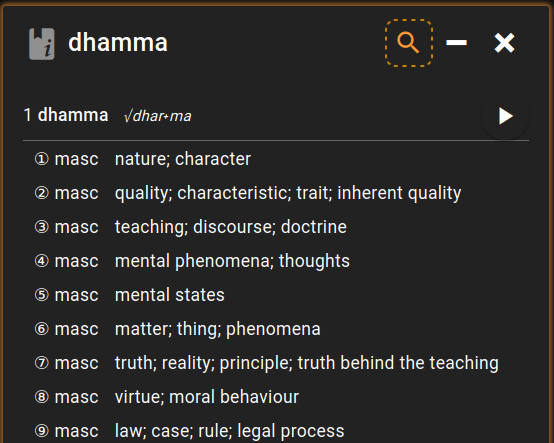 dhamma
1 dhamma √dhar+ma
① masc nature; character
② masc quality; characteristic; trait; inherent quality
③ masc teaching; discourse; doctrine
④ masc mental phenomena; thoughts
⑤ masc mental states
⑥ masc matter; thing; phenomena
⑦ masc truth; reality; principle; truth behind the teaching
⑧ masc virtue; moral behaviour
⑨ masc law; case; rule; legal process